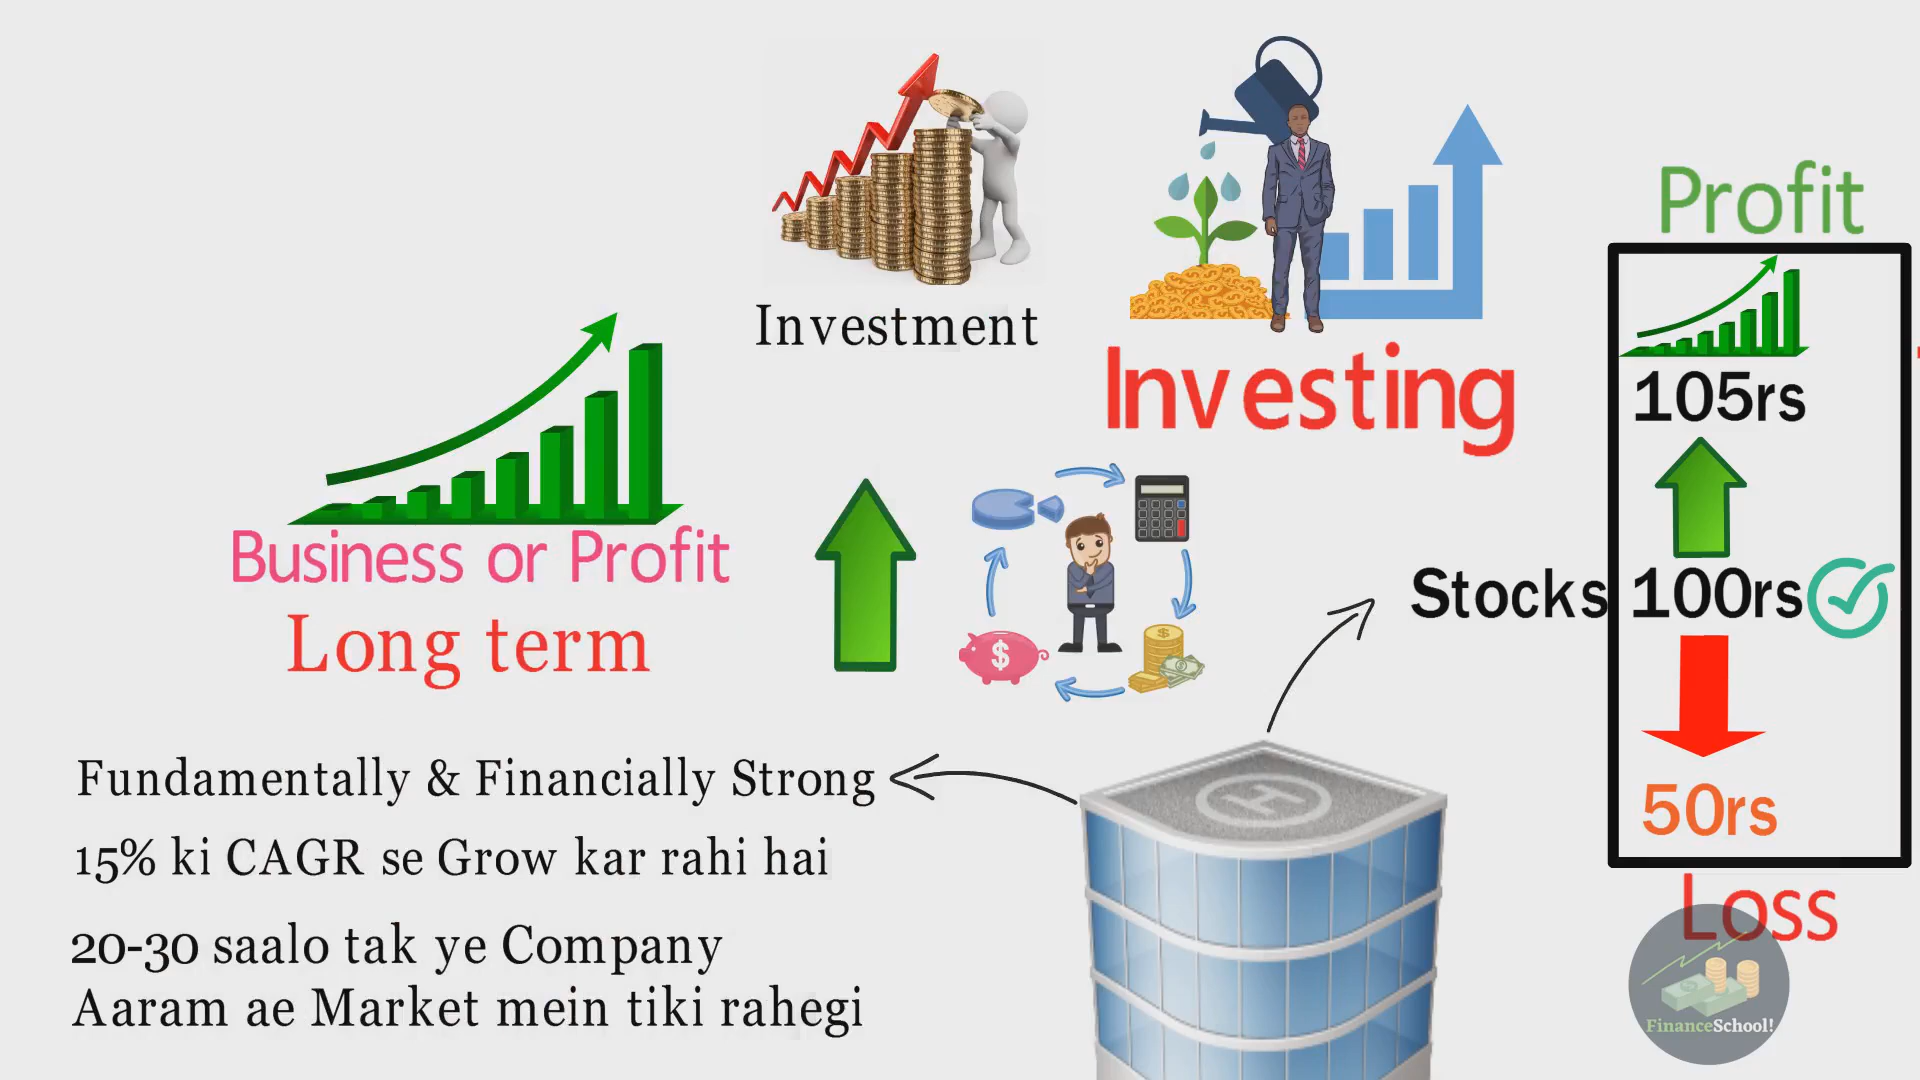 Investment
Investing
Business or Profit
Long term
Fundamentally & Financially Strong
15% ki CAGR se Grow kar rahi hai
20-30 saalo tak ye Company
Aaram ae Market mein tiki rahegi
Profit
105rs
Stocks 100rs
50rs
Loss
H
$
$
FinanceSchool!